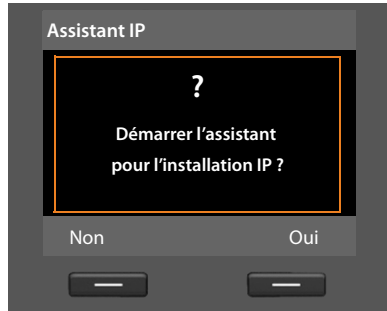 Assistant IP
?
Démarrer l'assistant
pour l'installation IP ?
Non Oui